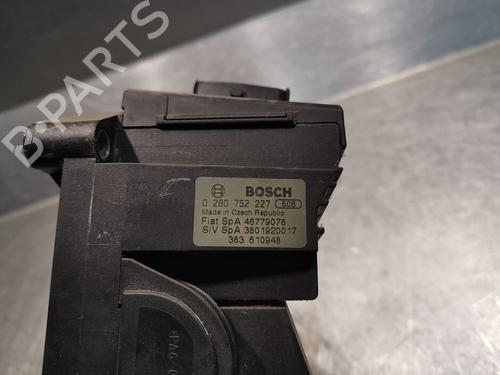 BOSCH
0 280 752 227 508
Made in Czech Republic
Fiat SpA 46779078
SIV SpA 3801920017
383 610948
B-PARTS